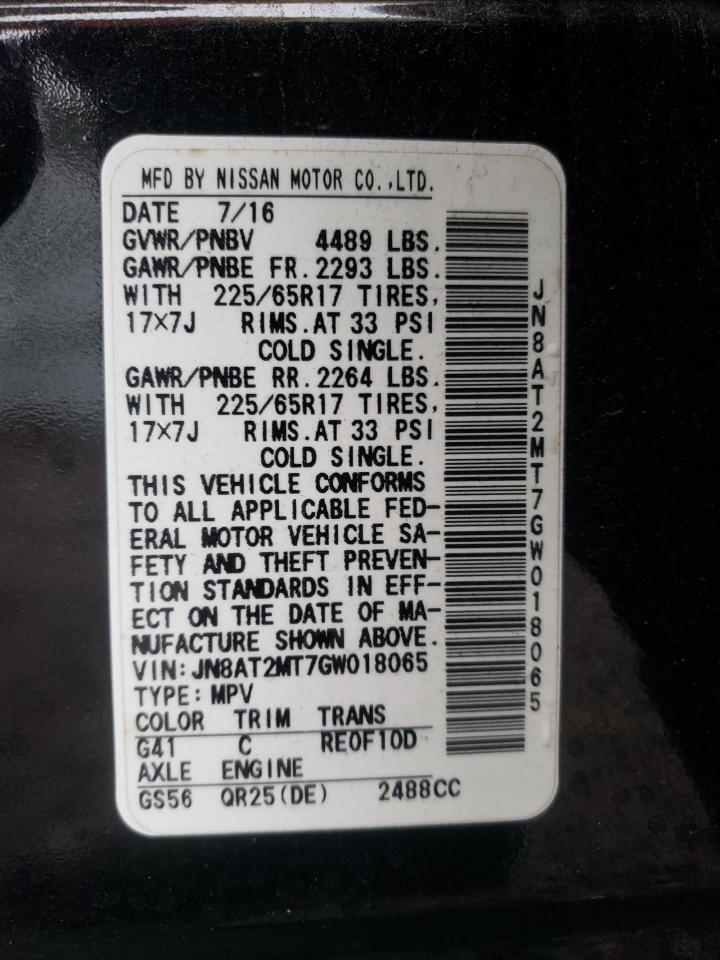 MFD BY NISSAN MOTOR CO.,LTD.
DATE 7/16
GVWR/PNBV 4489 LBS.
GAWR/PNBE FR. 2293 LBS.
WITH 225/65R17 TIRES,
17×7J RIMS. AT 33 PSI
COLD SINGLE.
GAWR/PNBE RR. 2264 LBS.
WITH 225/65R17 TIRES,
17×7J RIMS. AT 33 PSI
COLD SINGLE.
THIS VEHICLE CONFORMS
TO ALL APPLICABLE FED-
ERAL MOTOR VEHICLE SA-
FETY AND THEFT PREVEN-
TION STANDARDS IN EFF-
ECT ON THE DATE OF MA-
NUFACTURE SHOWN ABOVE.
VIN: JN8AT2MT7GW018065
TYPE: MPV
COLOR TRIM TRANS
G41 C RE0F10D
AXLE ENGINE
GS56 QR25(DE) 2488CC
JN8AT2MT7GW018065